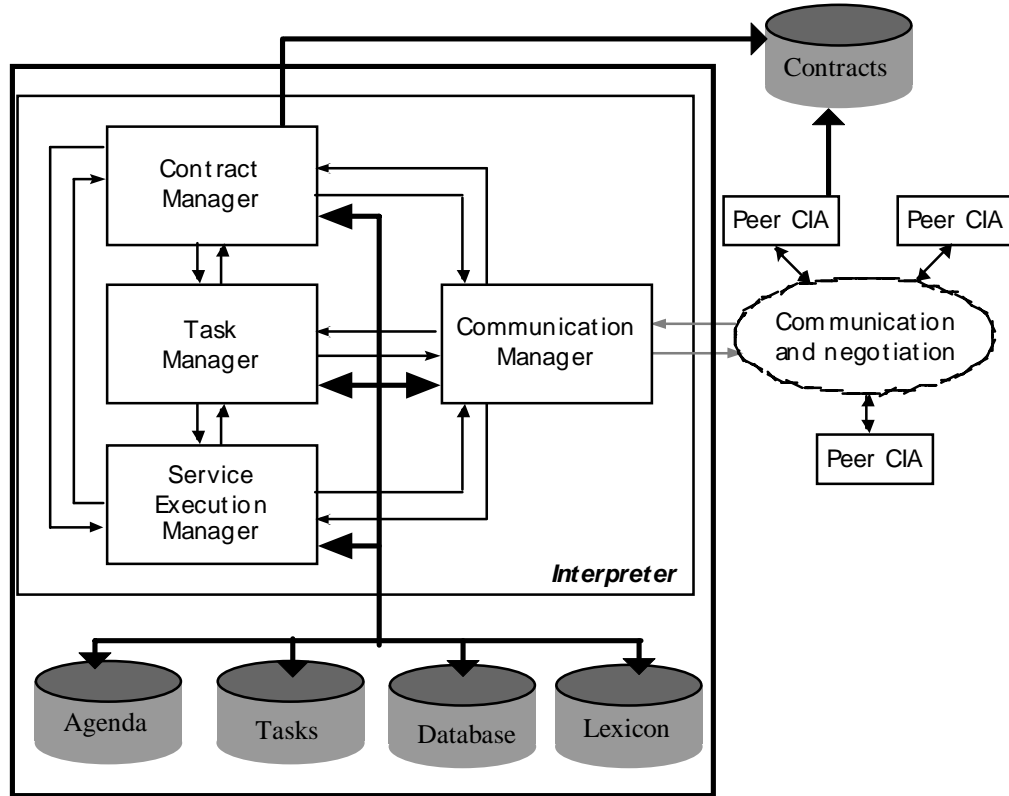 Contracts
Contract
Manager
Peer CIA
Peer CIA
Task
Manager
Communication
Manager
Communication
and negotiation
Peer CIA
Service
Execution
Manager
Interpreter
Agenda
Tasks
Database
Lexicon